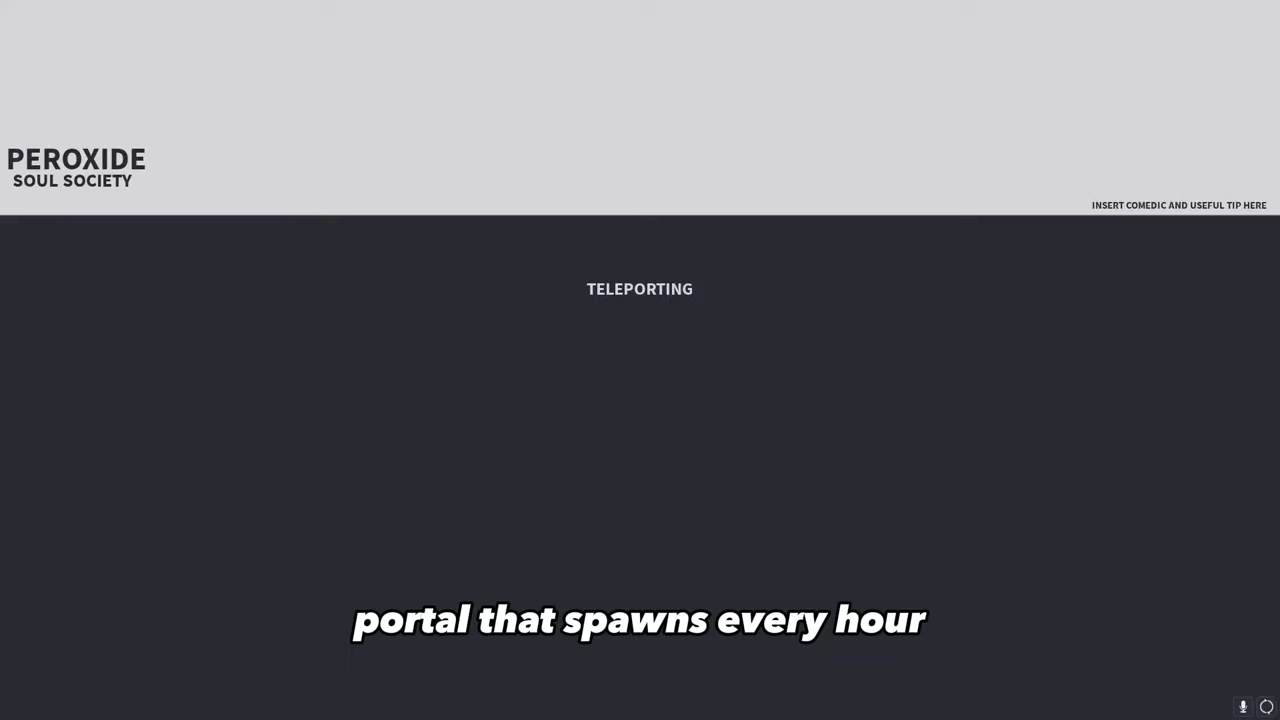 PEROXIDE
SOUL SOCIETY
INSERT COMEDIC AND USEFUL TIP HERE
TELEPORTING
portal that spawns every hour